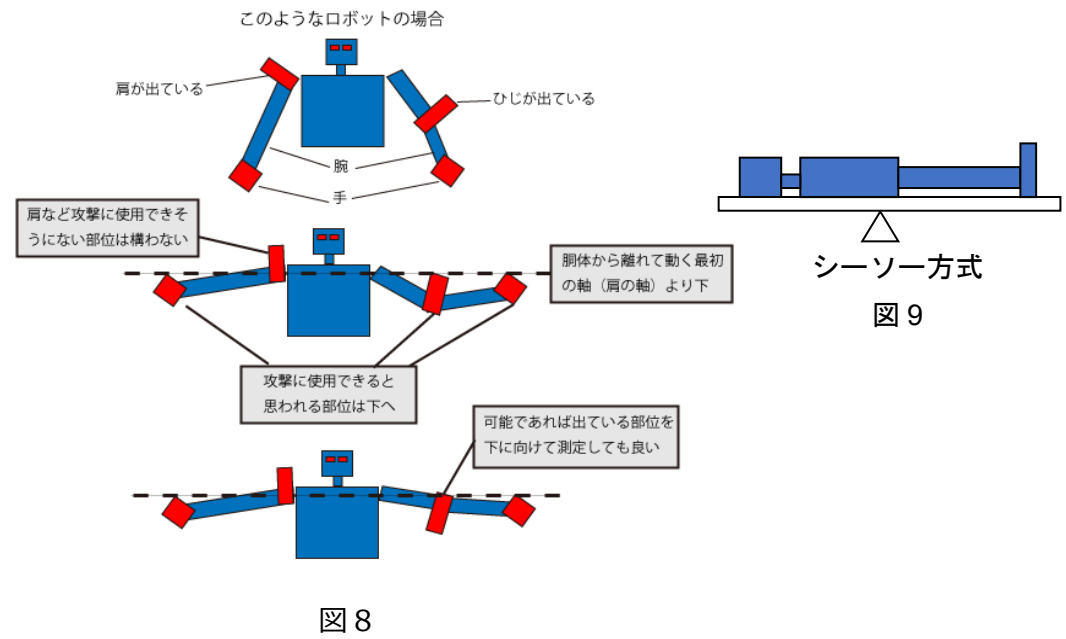 このようなロボットの場合
肩が出ている
ひじが出ている
腕
手
肩など攻撃に使用できそ
うにない部位は構わない
胴体から離れて動く最初
の軸（肩の軸）より下
攻撃に使用できると
思われる部位は下へ
可能であれば出ている部位を
下に向けて測定しても良い
図８
シーソー方式
図９